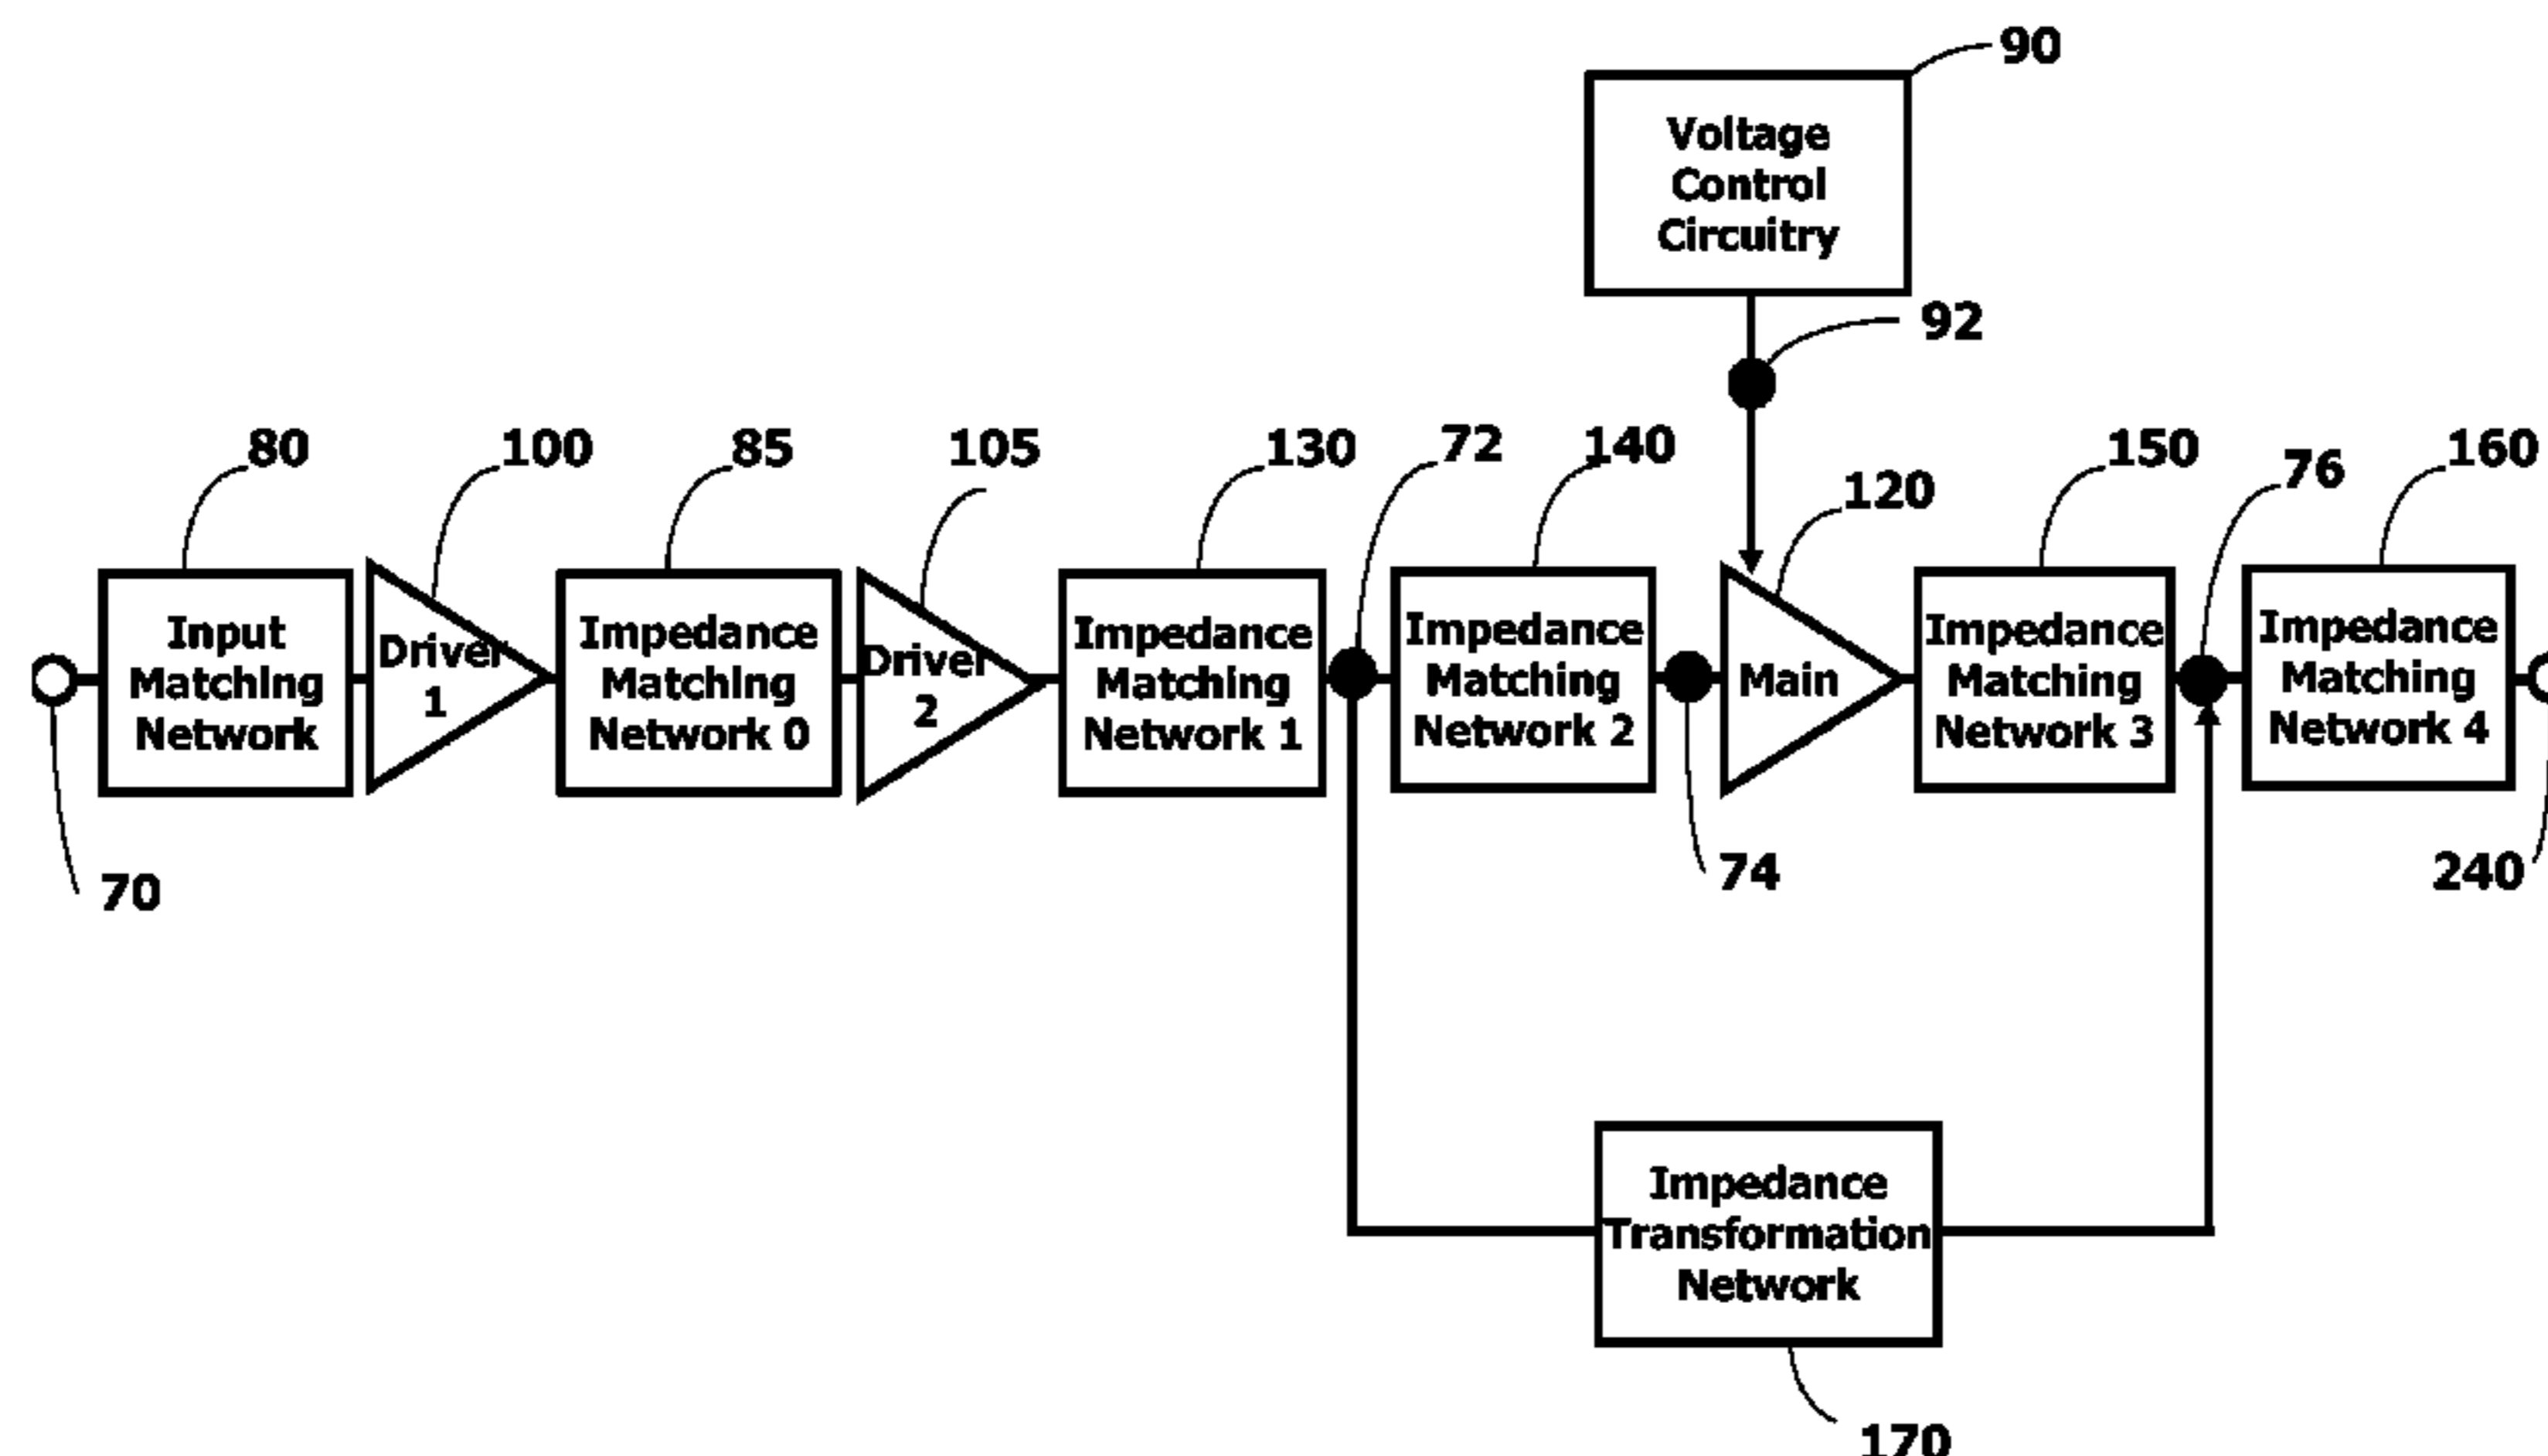 90
Voltage
Control
Circuitry
92
80
100
85
105
130
72
140
120
150
76
160
Input
Matching
Network
Driver
1
Impedance
Matching
Network 0
Driver
2
Impedance
Matching
Network 1
Impedance
Matching
Network 2
Main
Impedance
Matching
Network 3
Impedance
Matching
Network 4
70
74
240
Impedance
Transformation
Network
170